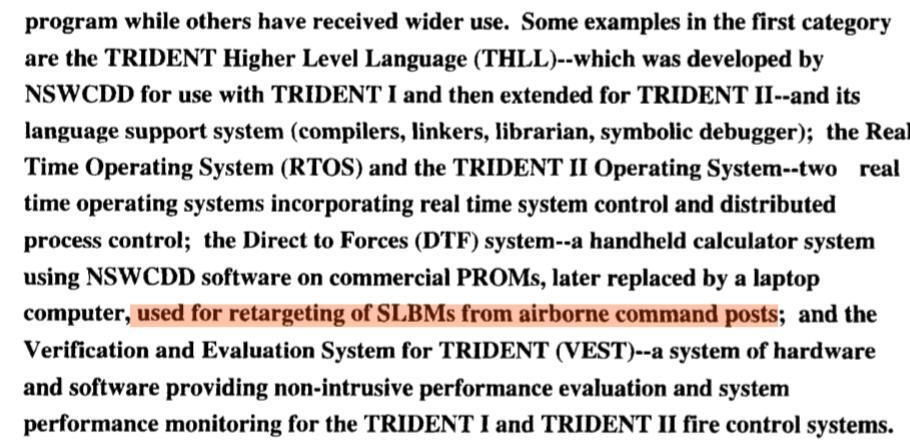 program while others have received wider use.  Some examples in the first category
are the TRIDENT Higher Level Language (THLL)--which was developed by
NSWCDD for use with TRIDENT I and then extended for TRIDENT II--and its
language support system (compilers, linkers, librarian, symbolic debugger);  the Real
Time Operating System (RTOS) and the TRIDENT II Operating System--two   real
time operating systems incorporating real time system control and distributed
process control;  the Direct to Forces (DTF) system--a handheld calculator system
using NSWCDD software on commercial PROMs, later replaced by a laptop
computer, used for retargeting of SLBMs from airborne command posts;  and the
Verification and Evaluation System for TRIDENT (VEST)--a system of hardware
and software providing non-intrusive performance evaluation and system
performance monitoring for the TRIDENT I and TRIDENT II fire control systems.